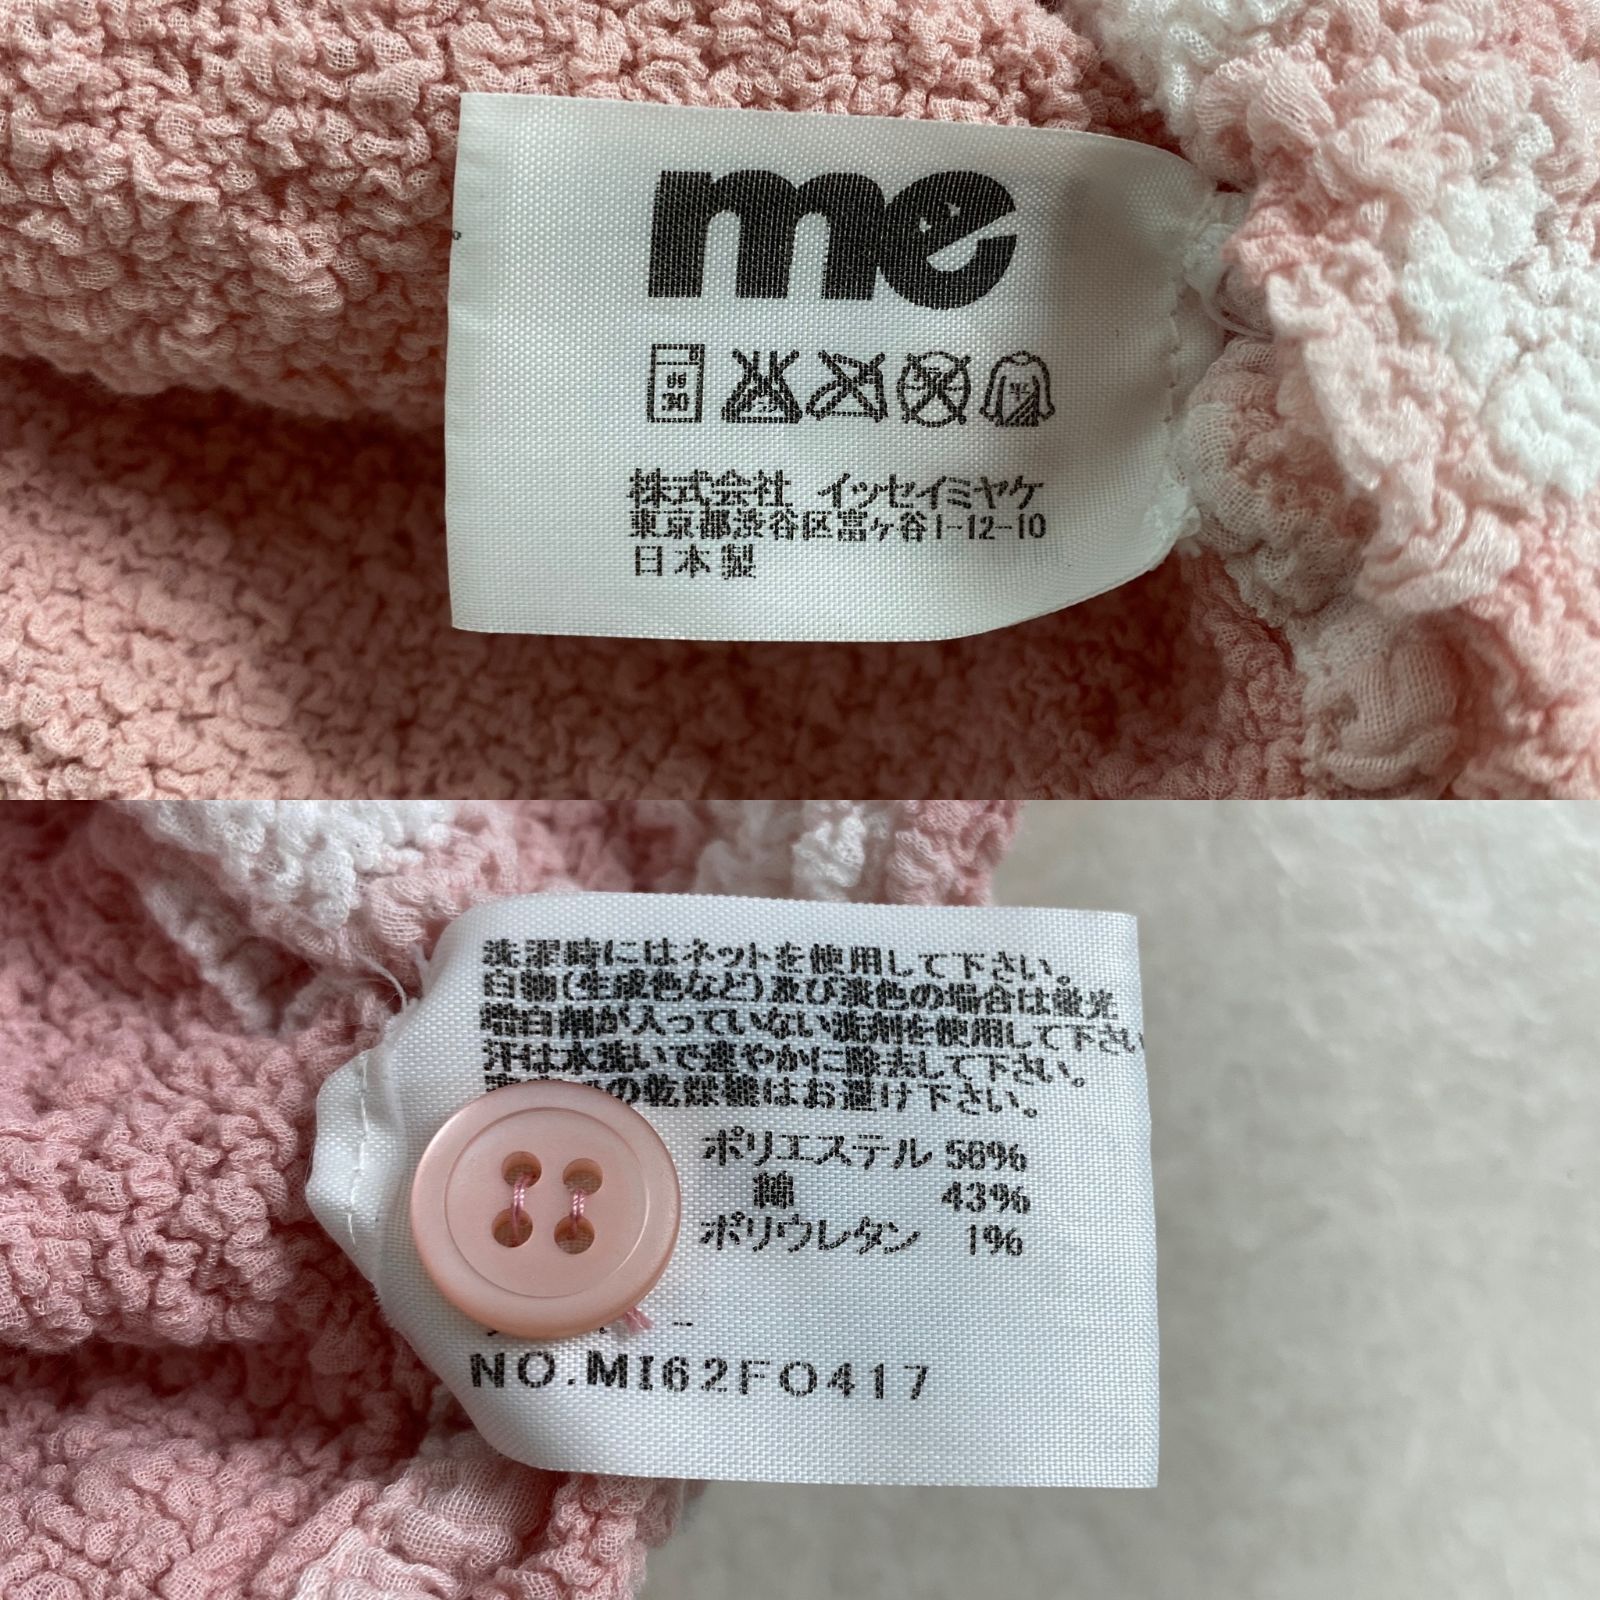 me
弱
30
株式会社 イッセイミヤケ
東京都渋谷区富ヶ谷1-12-10
日本製
洗濯時にはネットを使用して下さい。
白物(生成色など)及び淡色の場合は蛍光
増白剤が入っていない洗剤を使用して下さい
汗は水洗いで速やかに除去して下さい。
の乾燥機はお避け下さい。
ポリエステル 56%
綿 43%
ポリウレタン 1%
NO.MI62FO417